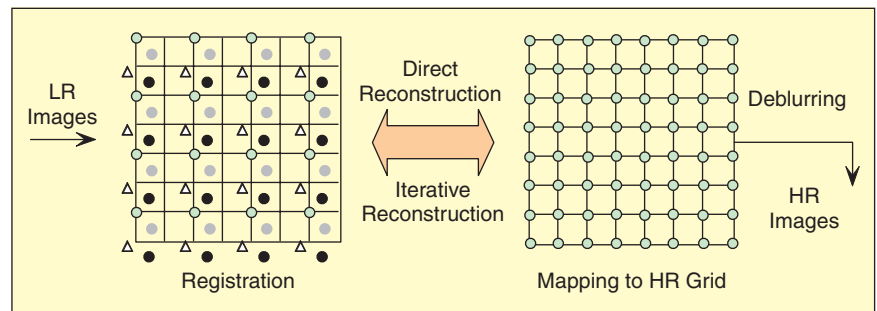 LR
Images
Registration
Direct
Reconstruction
Iterative
Reconstruction
Mapping to HR Grid
Deblurring
HR
Images